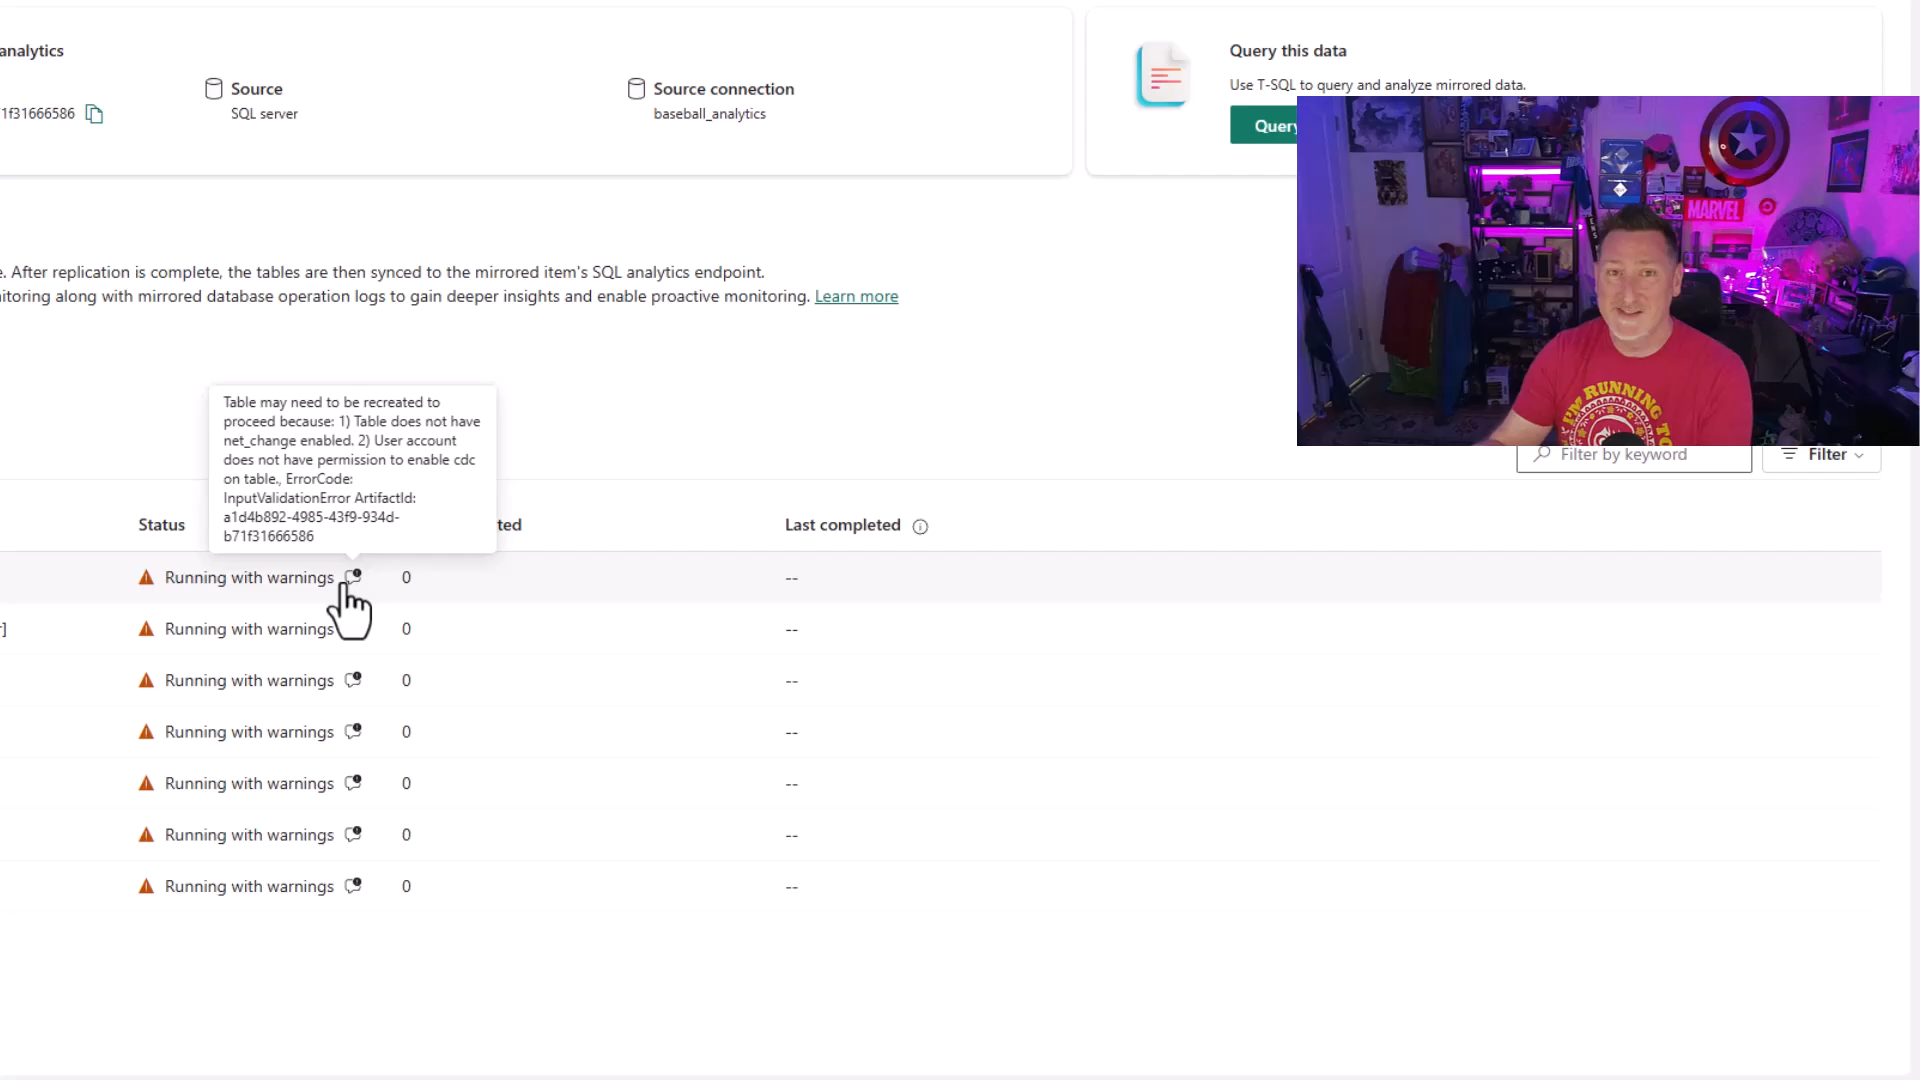 analytics
Source
Source connection
1f31666586
SQL server
baseball_analytics
Query this data
Use T-SQL to query and analyze mirrored data.
Query
e. After replication is complete, the tables are then synced to the mirrored item's SQL analytics endpoint.
itoring along with mirrored database operation logs to gain deeper insights and enable proactive monitoring. Learn more
MARVEL
I'M RUNNING TO
Table may need to be recreated to
proceed because: 1) Table does not have
net_change enabled. 2) User account
does not have permission to enable cdc
on table., ErrorCode:
InputValidationError ArtifactId:
a1d4b892-4985-43f9-934d-
b71f31666586
Filter by keyword
Filter
Status
ted
Last completed
Running with warnings 0 --
r] Running with warnings 0 --
Running with warnings 0 --
Running with warnings 0 --
Running with warnings 0 --
Running with warnings 0 --
Running with warnings 0 --